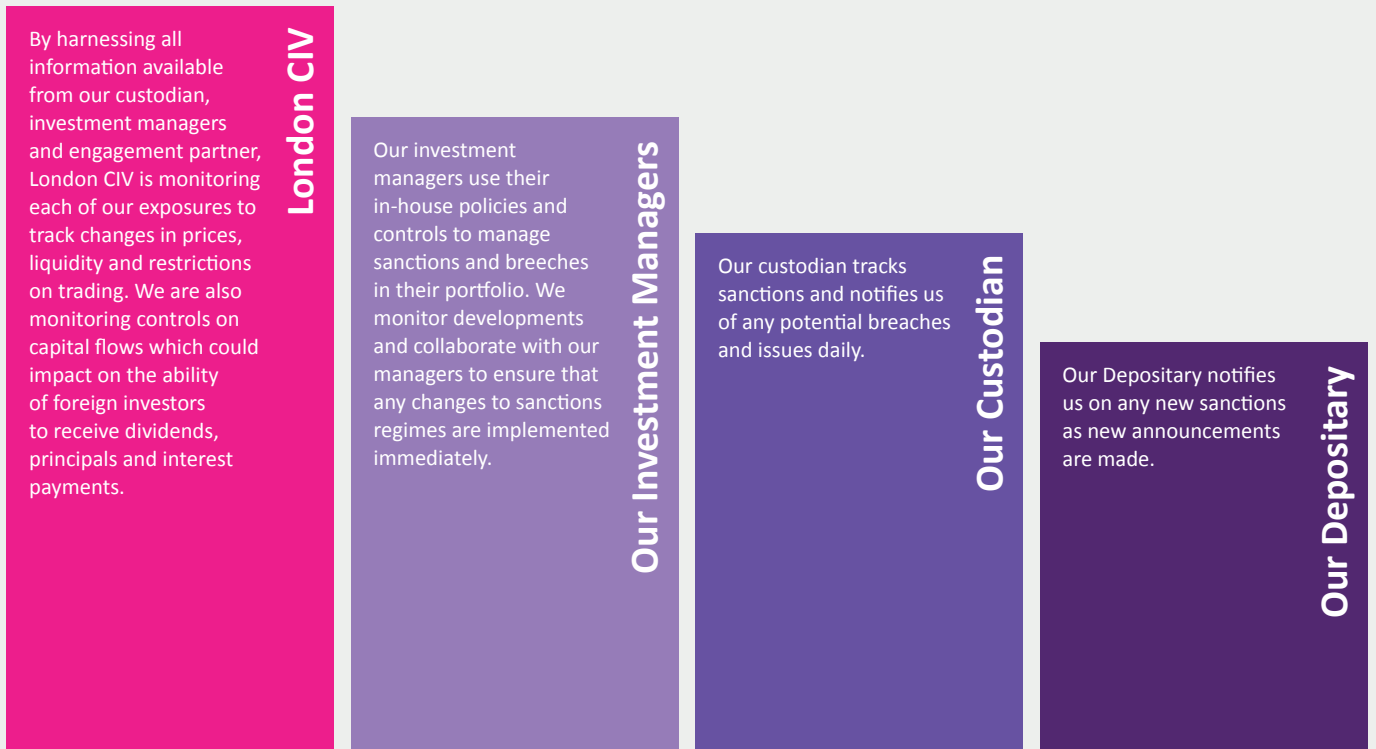 London CIV
By harnessing all
information available
from our custodian,
investment managers
and engagement partner,
London CIV is monitoring
each of our exposures to
track changes in prices,
liquidity and restrictions
on trading. We are also
monitoring controls on
capital flows which could
impact on the ability
of foreign investors
to receive dividends,
principals and interest
payments.
Our Investment Managers
Our investment
managers use their
in-house policies and
controls to manage
sanctions and breeches
in their portfolio. We
monitor developments
and collaborate with our
managers to ensure that
any changes to sanctions
regimes are implemented
immediately.
Our Custodian
Our custodian tracks
sanctions and notifies us
of any potential breaches
and issues daily.
Our Depositary
Our Depositary notifies
us on any new sanctions
as new announcements
are made.